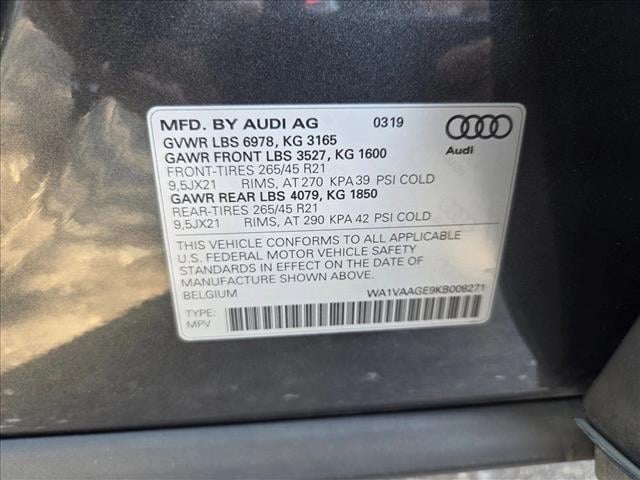 MFD. BY AUDI AG 0319
GVWR LBS 6978, KG 3165
GAWR FRONT LBS 3527, KG 1600
FRONT-TIRES 265/45 R21
9,5JX21 RIMS, AT 270 KPA 39 PSI COLD
GAWR REAR LBS 4079, KG 1850
REAR-TIRES 265/45 R21
9,5JX21 RIMS, AT 290 KPA 42 PSI COLD
Audi
THIS VEHICLE CONFORMS TO ALL APPLICABLE
U.S. FEDERAL MOTOR VEHICLE SAFETY
STANDARDS IN EFFECT ON THE DATE OF
MANUFACTURE SHOWN ABOVE.
BELGIUM WA1VAAGE9KB008271
TYPE:
MPV